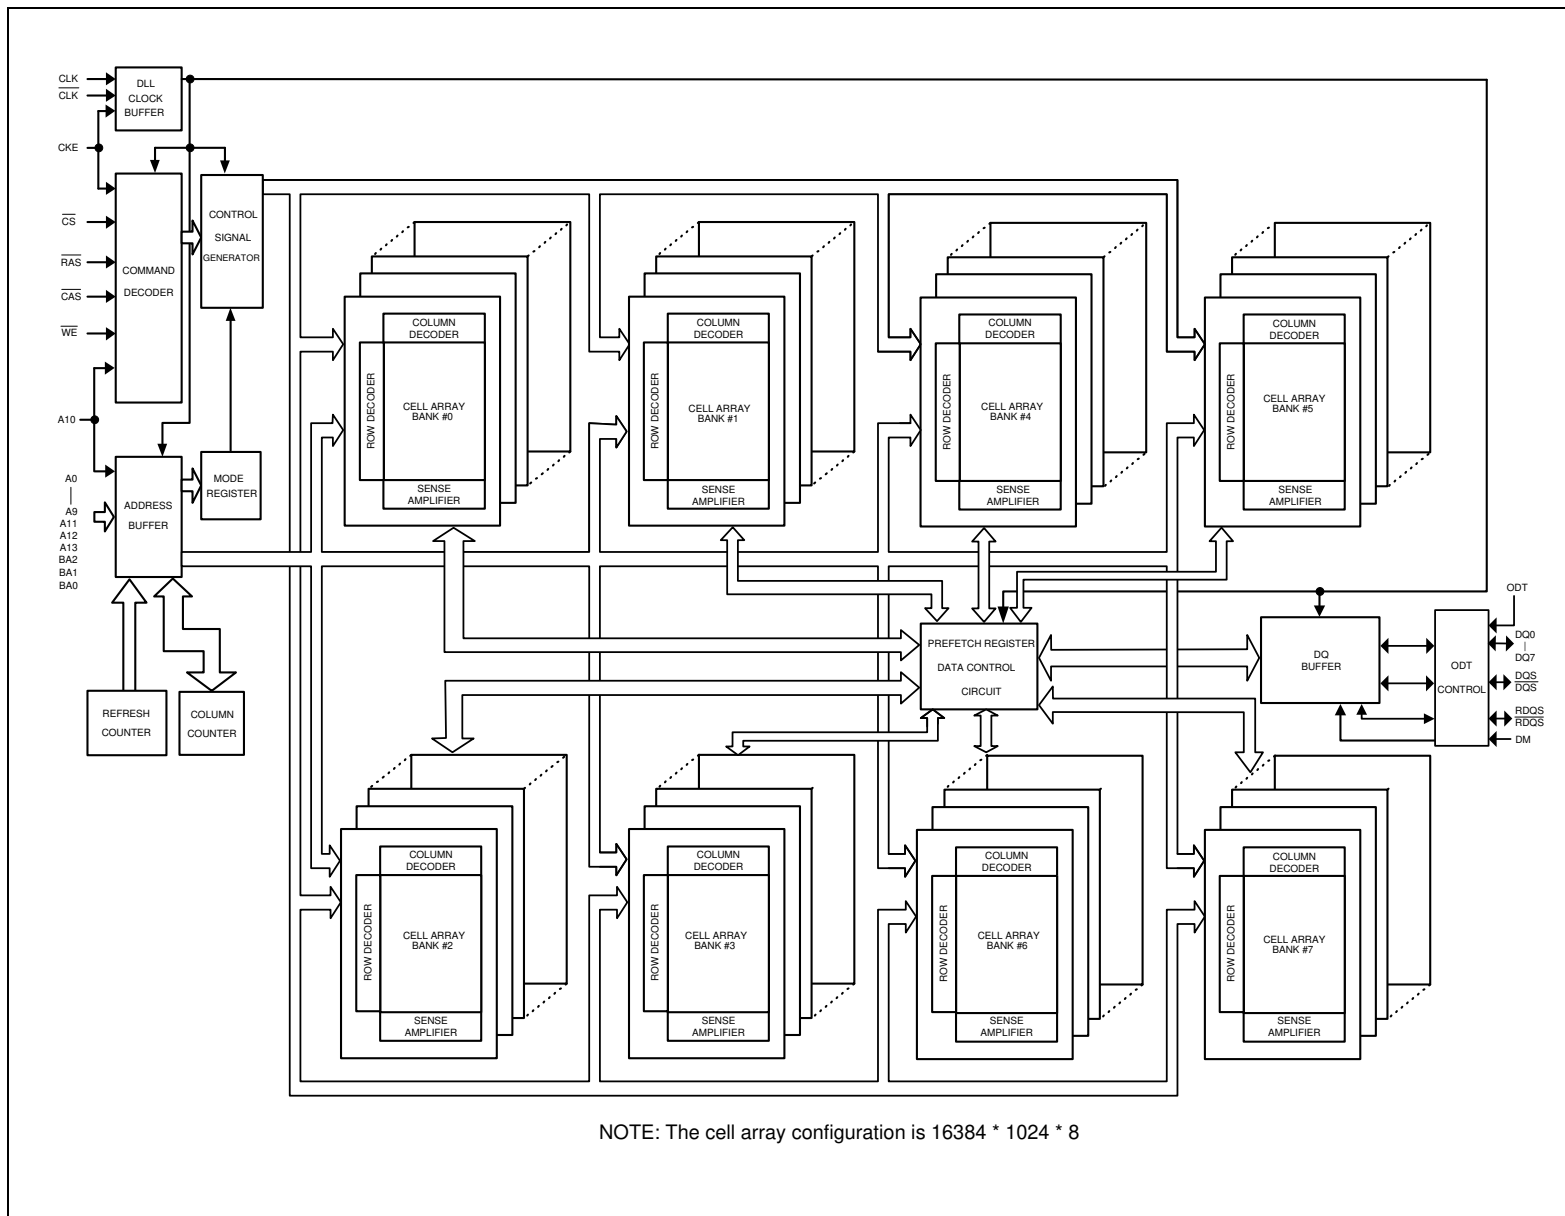 CLK
CLK
CKE
CS
RAS
CAS
WE
A10
A0
A9
A11
A12
A13
BA2
BA1
BA0
DLL
CLOCK
BUFFER
COMMAND
DECODER
CONTROL
SIGNAL
GENERATOR
ADDRESS
BUFFER
MODE
REGISTER
REFRESH
COUNTER
COLUMN
COUNTER
COLUMN
DECODER
ROW DECODER
CELL ARRAY
BANK #0
SENSE
AMPLIFIER
COLUMN
DECODER
ROW DECODER
CELL ARRAY
BANK #1
SENSE
AMPLIFIER
COLUMN
DECODER
ROW DECODER
CELL ARRAY
BANK #4
SENSE
AMPLIFIER
COLUMN
DECODER
ROW DECODER
CELL ARRAY
BANK #5
SENSE
AMPLIFIER
PREFETCH REGISTER
DATA CONTROL
CIRCUIT
DQ
BUFFER
ODT
CONTROL
ODT
DQ0
DQ7
DQS
DQS
RDQS
RDQS
DM
COLUMN
DECODER
ROW DECODER
CELL ARRAY
BANK #2
SENSE
AMPLIFIER
COLUMN
DECODER
ROW DECODER
CELL ARRAY
BANK #3
SENSE
AMPLIFIER
COLUMN
DECODER
ROW DECODER
CELL ARRAY
BANK #6
SENSE
AMPLIFIER
COLUMN
DECODER
ROW DECODER
CELL ARRAY
BANK #7
SENSE
AMPLIFIER
NOTE: The cell array configuration is 16384 * 1024 * 8